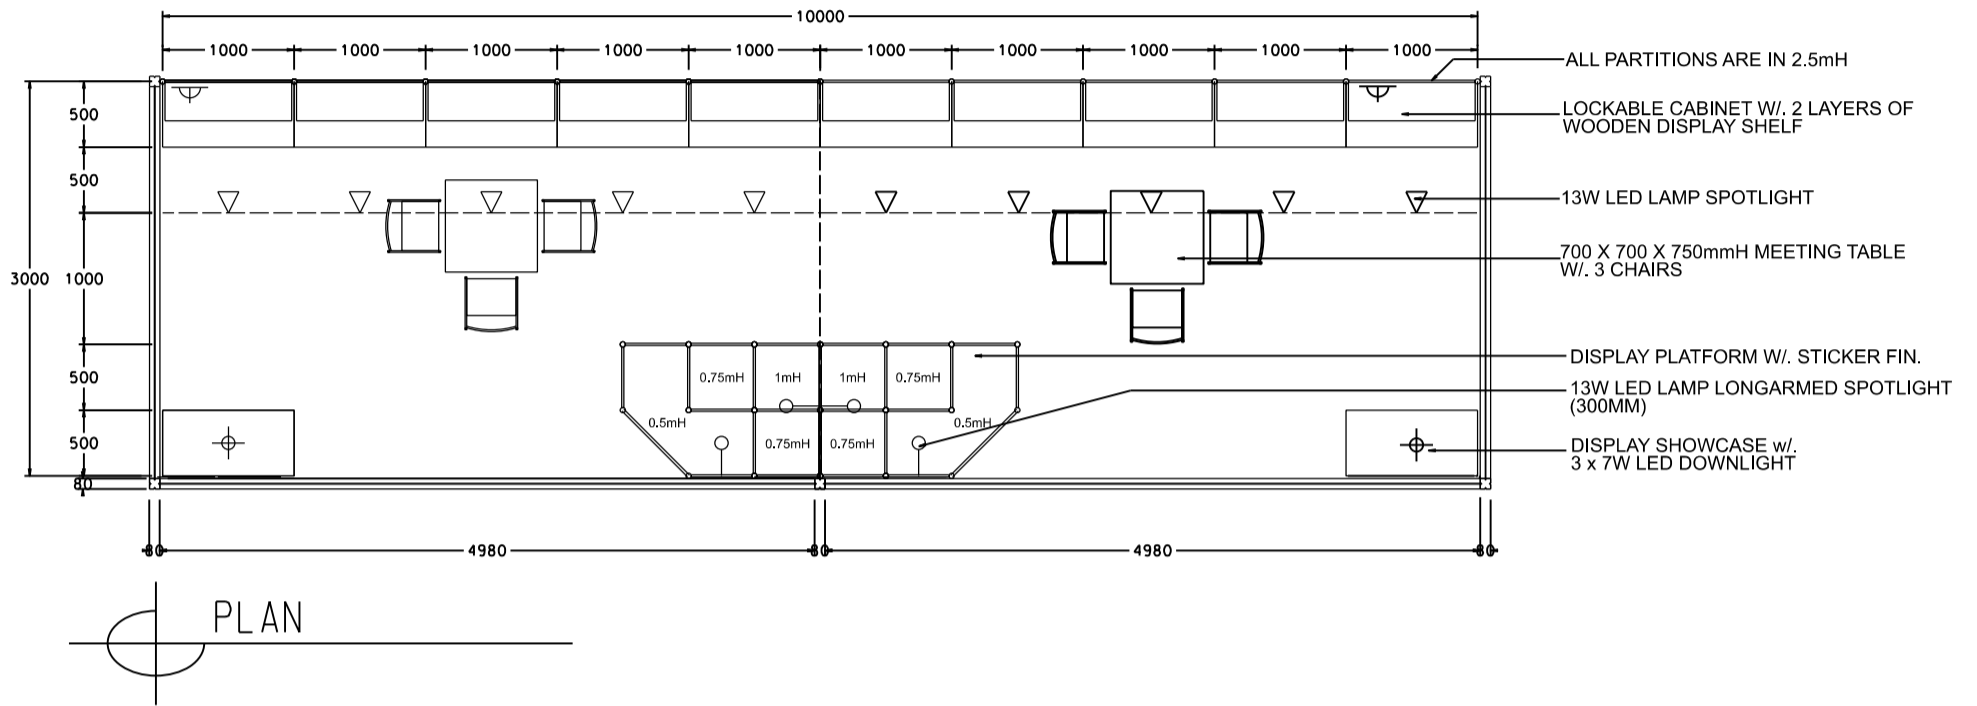 10000
1000 1000 1000 1000 1000 1000 1000 1000 1000 1000
ALL PARTITIONS ARE IN 2.5mH
LOCKABLE CABINET W/. 2 LAYERS OF
WOODEN DISPLAY SHELF
500
500
13W LED LAMP SPOTLIGHT
700 X 700 X 750mmH MEETING TABLE
W/. 3 CHAIRS
3000 1000
DISPLAY PLATFORM W/. STICKER FIN.
500 0.75mH 1mH 1mH 0.75mH
13W LED LAMP LONGARMED SPOTLIGHT
(300MM)
0.5mH 0.5mH
500 0.75mH 0.75mH
DISPLAY SHOWCASE w/.
3 x 7W LED DOWNLIGHT
80
80 4980 80 4980 80
PLAN